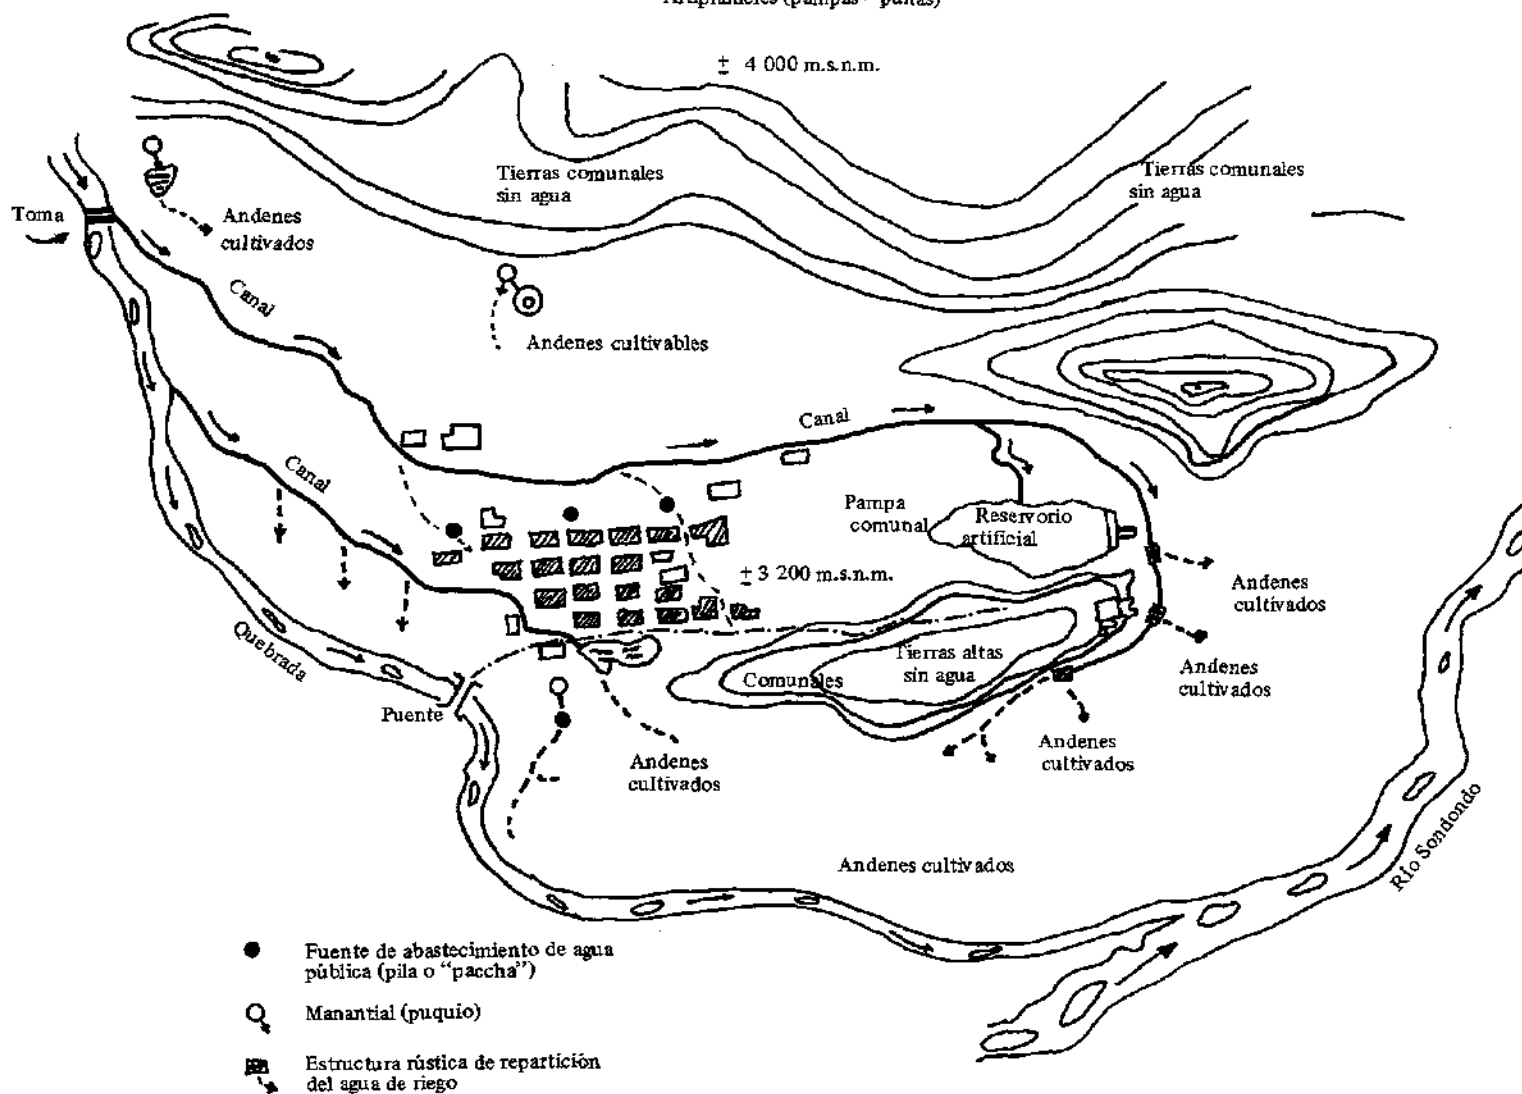 ± 4 000 m.s.n.m.
Tierras comunales
sin agua
Tierras comunales
sin agua
Toma
Andenes
cultivados
Canal
Andenes cultivables
Canal
Canal
Pampa
comunal
Reservorio
artificial
± 3 200 m.s.n.m.
Andenes
cultivados
Quebrada
Tierras altas
sin agua
Comunales
Andenes
cultivados
Puente
Andenes
cultivados
Andenes
cultivados
Río Sondondo
Andenes cultivados
Fuente de abastecimiento de agua
pública (pila o “paccha”)
Manantial (puquio)
Estructura rústica de repartición
del agua de riego